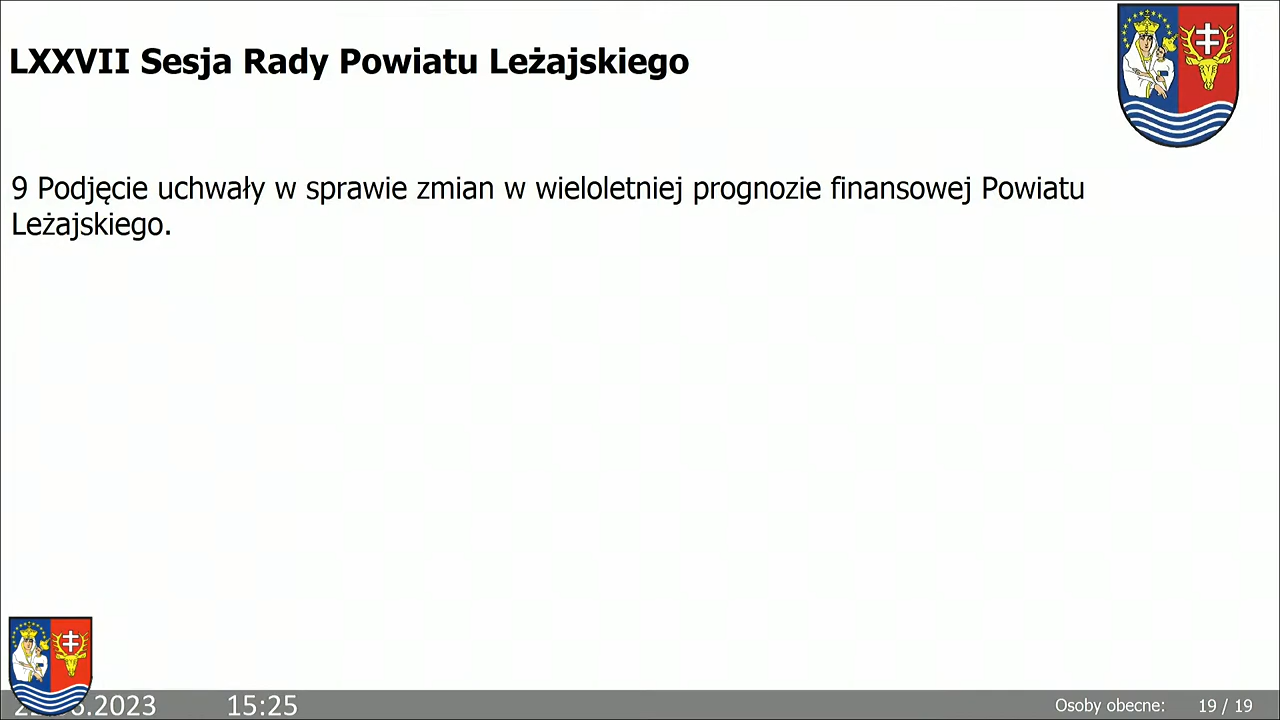 LXXVII Sesja Rady Powiatu Leżajskiego
9 Podjęcie uchwały w sprawie zmian w wieloletniej prognozie finansowej Powiatu
Leżajskiego.
15:25
Osoby obecne: 19 / 19